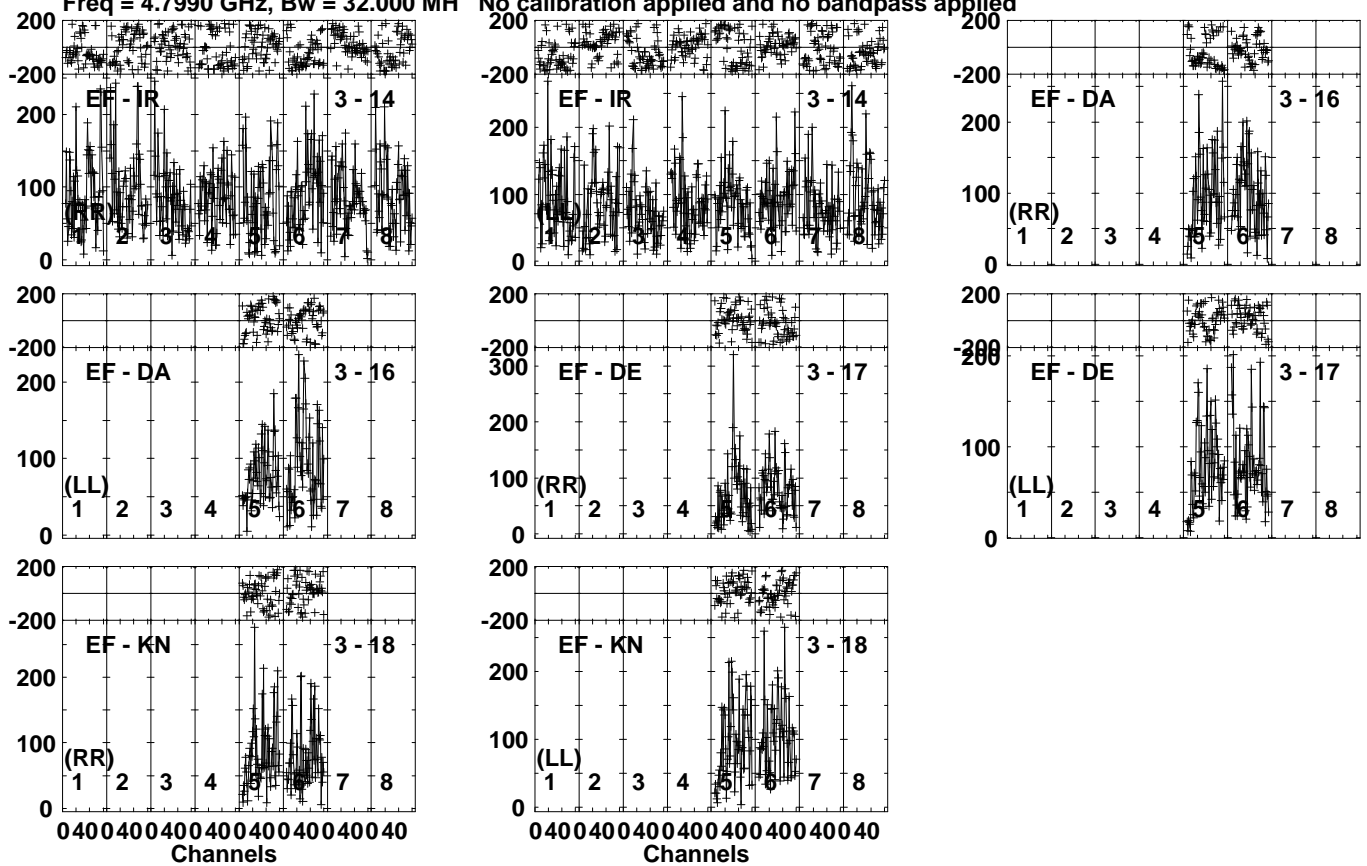 Freq = 4.7990 GHz, Bw = 32.000 MH   No calibration applied and no bandpass applied
200
-200
EF - IR 3 - 14
200
100
0
(RR)
1 2 3 4 5 6 7 8
200
-200
EF - IR 3 - 14
200
100
0
(LL)
1 2 3 4 5 6 7 8
200
-200
EF - DA 3 - 16
200
100
0
(RR)
1 2 3 4 5 6 7 8
200
-200
EF - DA 3 - 16
200
100
0
(LL)
1 2 3 4 5 6 7 8
200
-200
EF - DE 3 - 17
300
200
100
0
(RR)
1 2 3 4 5 6 7 8
200
-200
EF - DE 3 - 17
200
100
0
(LL)
1 2 3 4 5 6 7 8
200
-200
EF - KN 3 - 18
200
100
0
(RR)
1 2 3 4 5 6 7 8
0 40 0 40 0 40 0 40 0 40 0 40 0 40 0 40
Channels
200
-200
EF - KN 3 - 18
200
100
0
(LL)
1 2 3 4 5 6 7 8
0 40 0 40 0 40 0 40 0 40 0 40 0 40 0 40
Channels